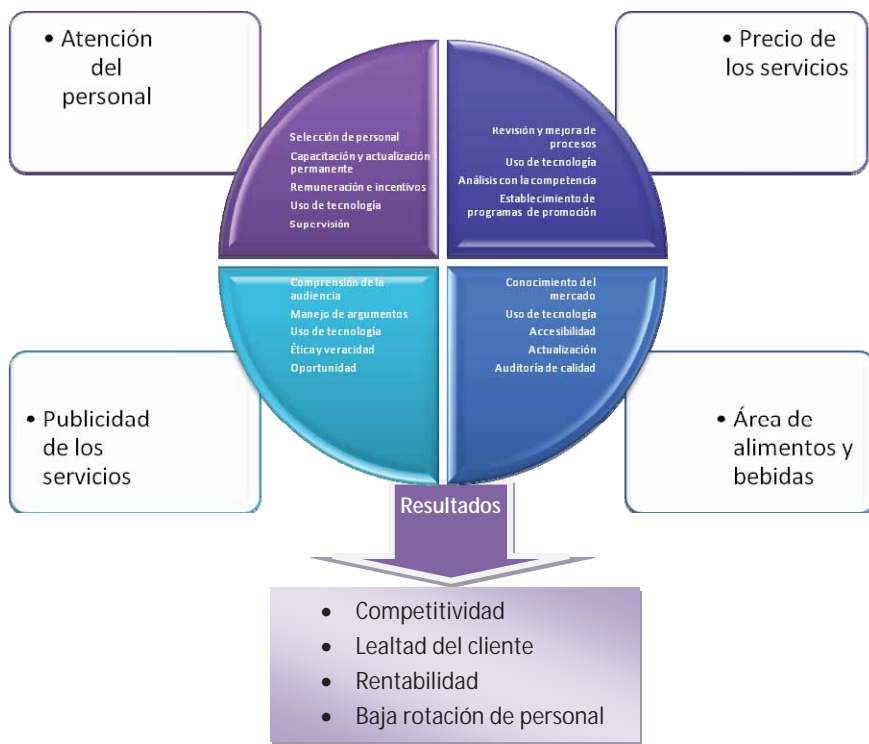 • Atención
del
personal
• Precio de
los servicios
Selección de personal
Capacitación y actualización
permanente
Remuneración e incentivos
Uso de tecnología
Supervisión
Revisión y mejora de
procesos
Uso de tecnología
Análisis con la competencia
Establecimiento de
programas de promoción
Comprensión de la
audiencia
Manejo de argumentos
Uso de tecnología
Ética y veracidad
Oportunidad
Conocimiento del
mercado
Uso de tecnología
Accesibilidad
Actualización
Auditoria de calidad
• Publicidad
de los
servicios
• Área de
alimentos y
bebidas
Resultados
• Competitividad
• Lealtad del cliente
• Rentabilidad
• Baja rotación de personal